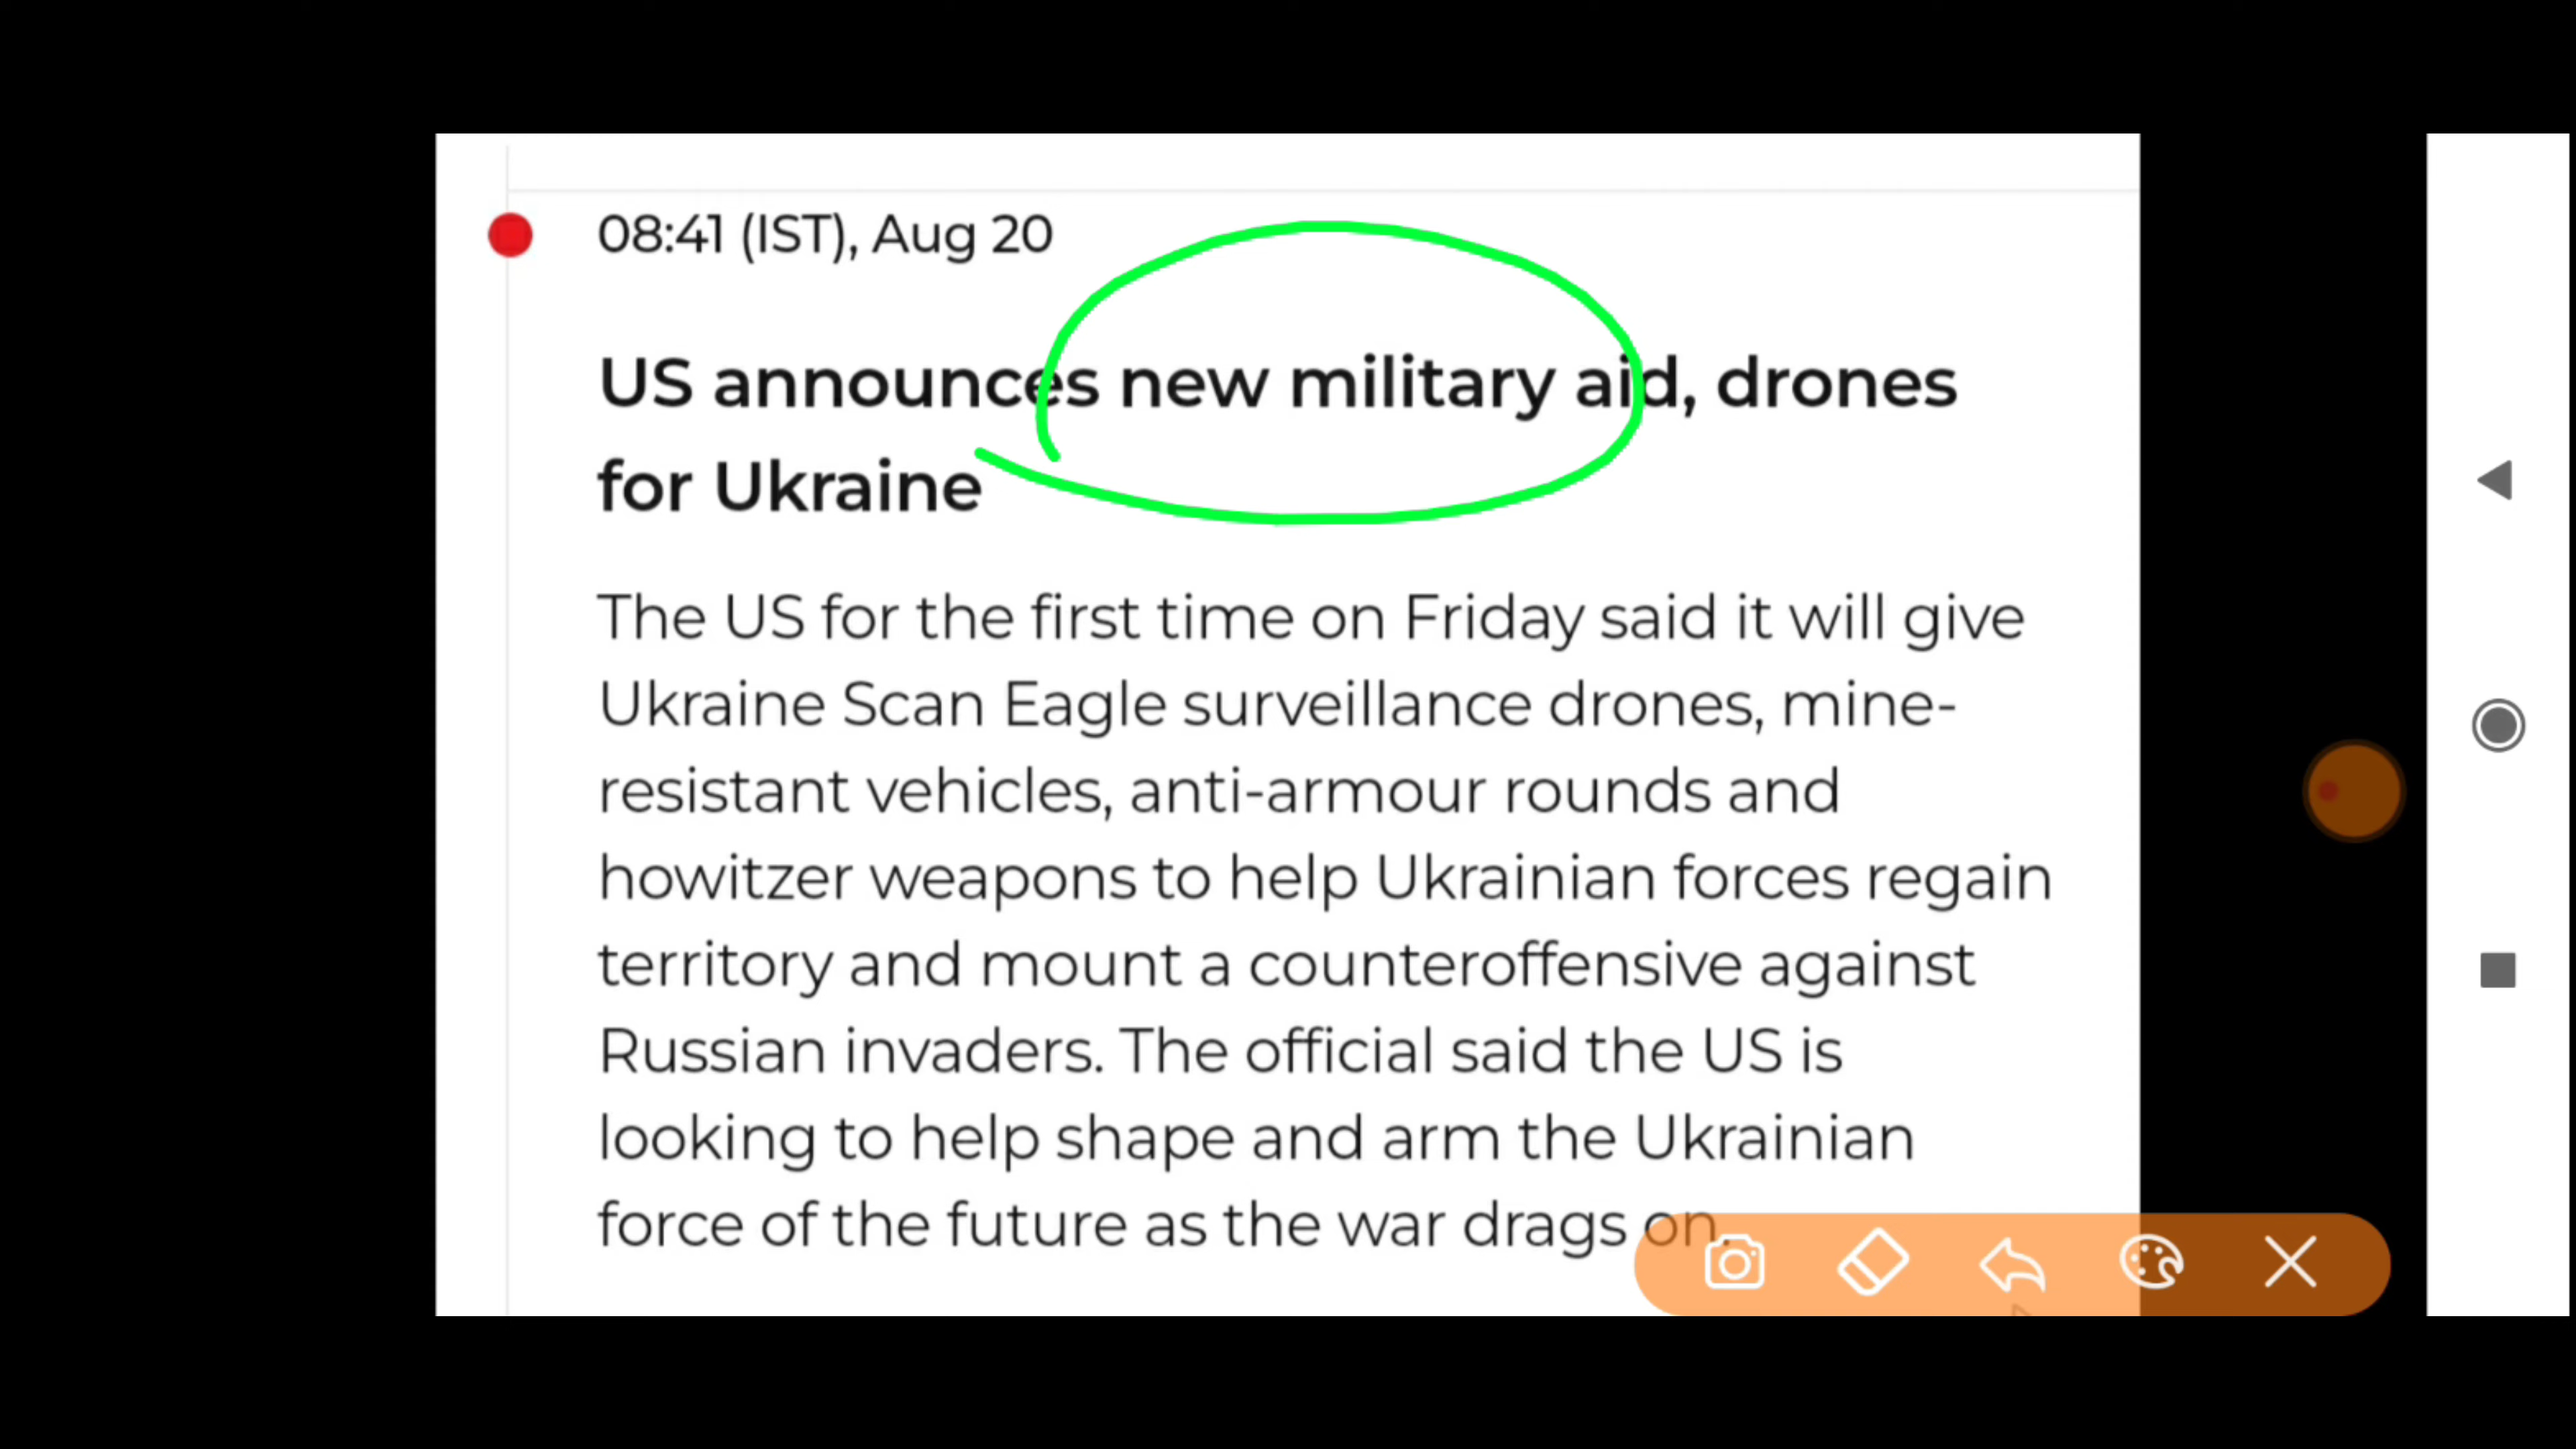 08:41 (IST), Aug 20
US announces new military aid, drones
for Ukraine
The US for the first time on Friday said it will give
Ukraine Scan Eagle surveillance drones, mine-
resistant vehicles, anti-armour rounds and
howitzer weapons to help Ukrainian forces regain
territory and mount a counteroffensive against
Russian invaders. The official said the US is
looking to help shape and arm the Ukrainian
force of the future as the war drags on.